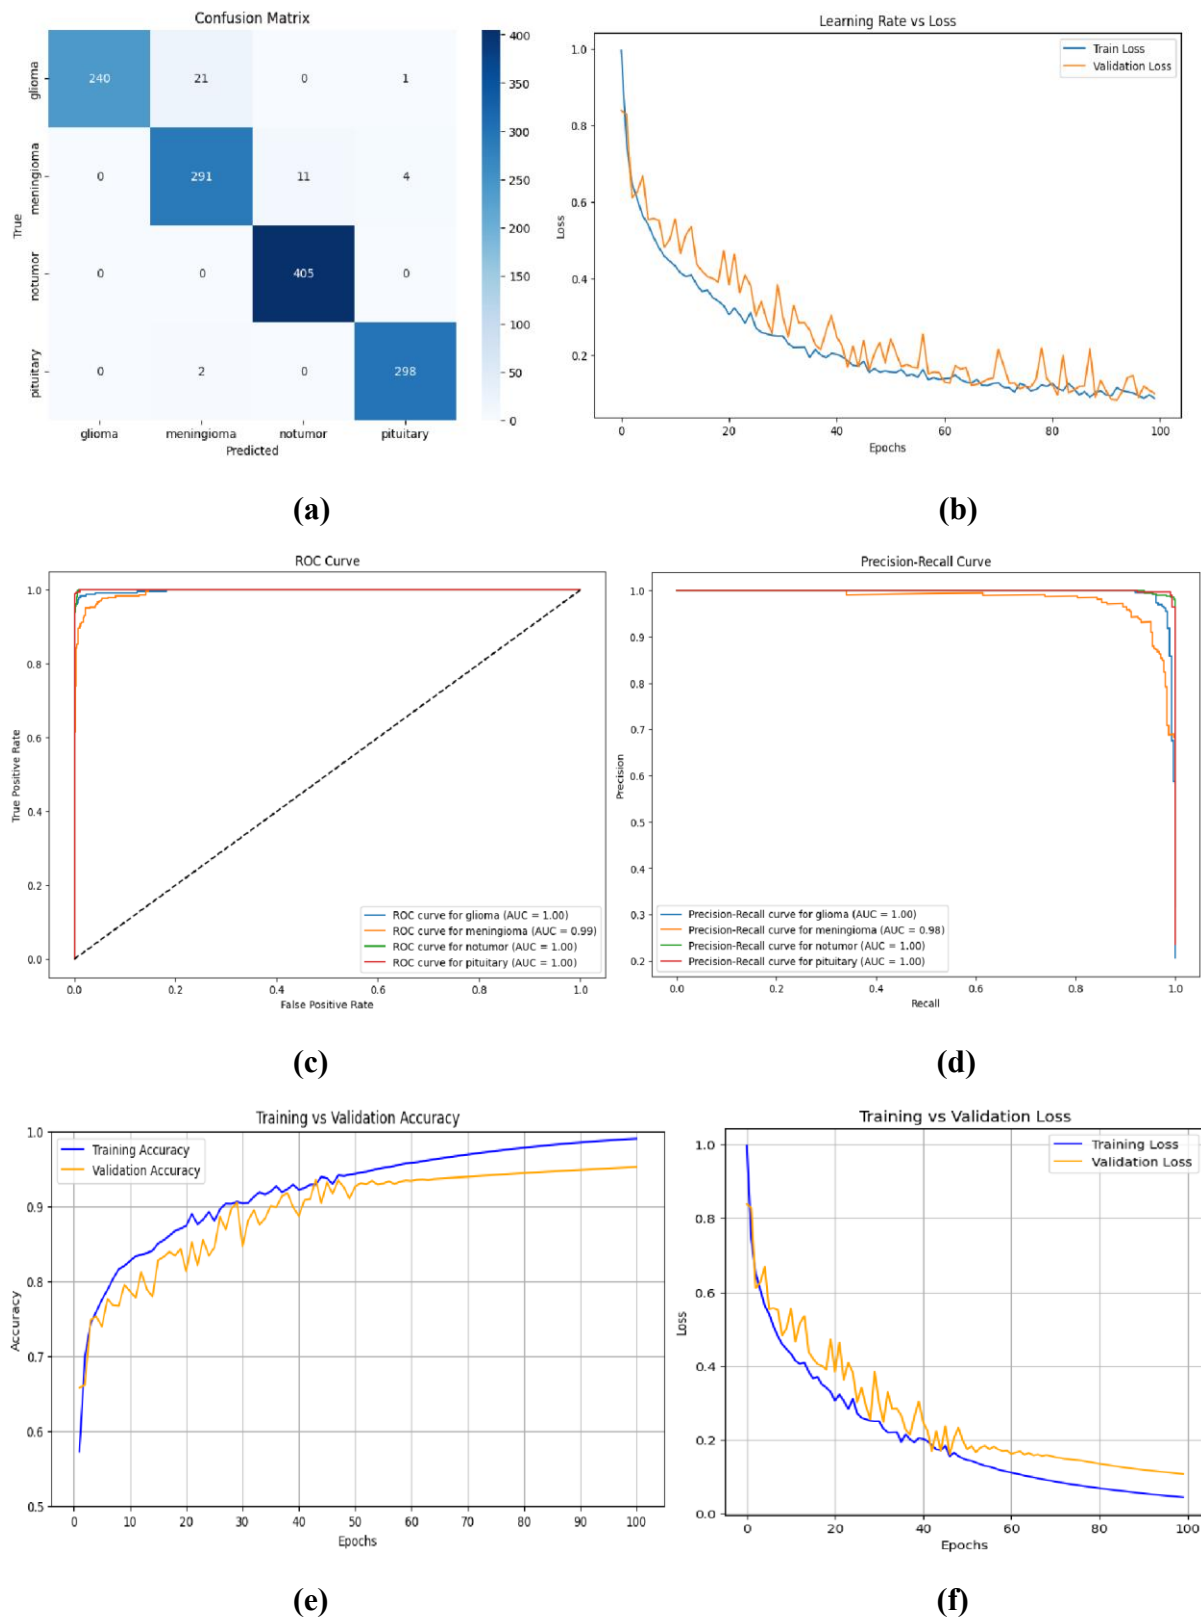 Confusion Matrix
glioma
meningioma
notumor
pituitary
True
240 21 0 1
0 291 11 4
0 0 405 0
0 2 0 298
glioma meningioma notumor pituitary
Predicted
400
350
300
250
200
150
100
50
0
(a)
Learning Rate vs Loss
Train Loss
Validation Loss
Loss
1.0
0.8
0.6
0.4
0.2
0 20 40 60 80 100
Epochs
(b)
ROC Curve
True Positive Rate
1.0
0.8
0.6
0.4
0.2
0.0
ROC curve for glioma (AUC = 1.00)
ROC curve for meningioma (AUC = 0.99)
ROC curve for notumor (AUC = 1.00)
ROC curve for pituitary (AUC = 1.00)
0.0 0.2 0.4 0.6 0.8 1.0
False Positive Rate
(c)
Precision-Recall Curve
Precision
1.0
0.9
0.8
0.7
0.6
0.5
0.4
0.3
0.2
Precision-Recall curve for glioma (AUC = 1.00)
Precision-Recall curve for meningioma (AUC = 0.98)
Precision-Recall curve for notumor (AUC = 1.00)
Precision-Recall curve for pituitary (AUC = 1.00)
0.0 0.2 0.4 0.6 0.8 1.0
Recall
(d)
Training vs Validation Accuracy
Training Accuracy
Validation Accuracy
Accuracy
1.0
0.9
0.8
0.7
0.6
0.5
0 10 20 30 40 50 60 70 80 90 100
Epochs
(e)
Training vs Validation Loss
Training Loss
Validation Loss
Loss
1.0
0.8
0.6
0.4
0.2
0.0
0 20 40 60 80 100
Epochs
(f)